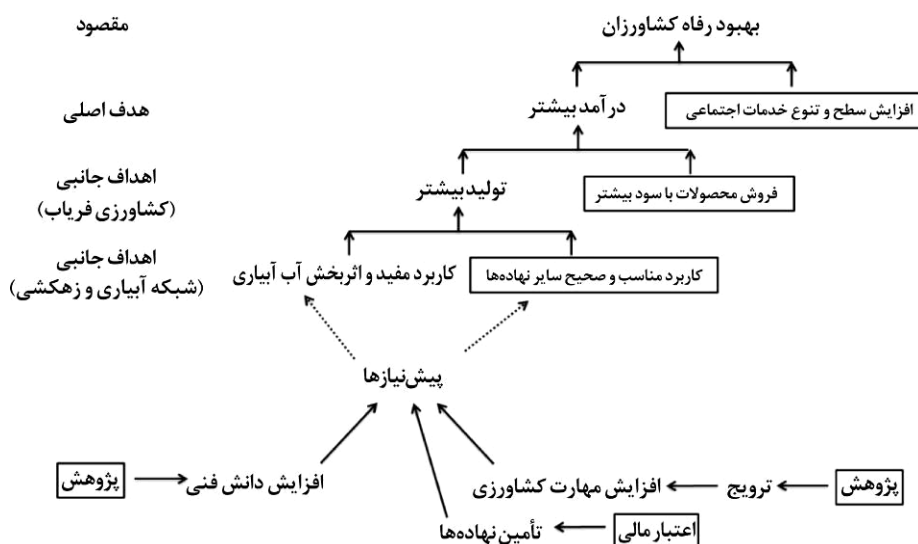 مقصود
بهبود رفاه کشاورزان
هدف اصلی
درآمد بیشتر
افزایش سطح و تنوع خدمات اجتماعی
اهداف جانبی
(کشاورزی فریاب)
تولید بیشتر
فروش محصولات با سود بیشتر
اهداف جانبی
(شبکه آبیاری و زهکشی)
کاربرد مفید و اثربخش آب آبیاری
کاربرد مناسب و صحیح سایر نهاده‌ها
پیش‌نیازها
پژوهش
ترویج
افزایش مهارت کشاورزی
افزایش دانش فنی
پژوهش
اعتبار مالی
تأمین نهاده‌ها